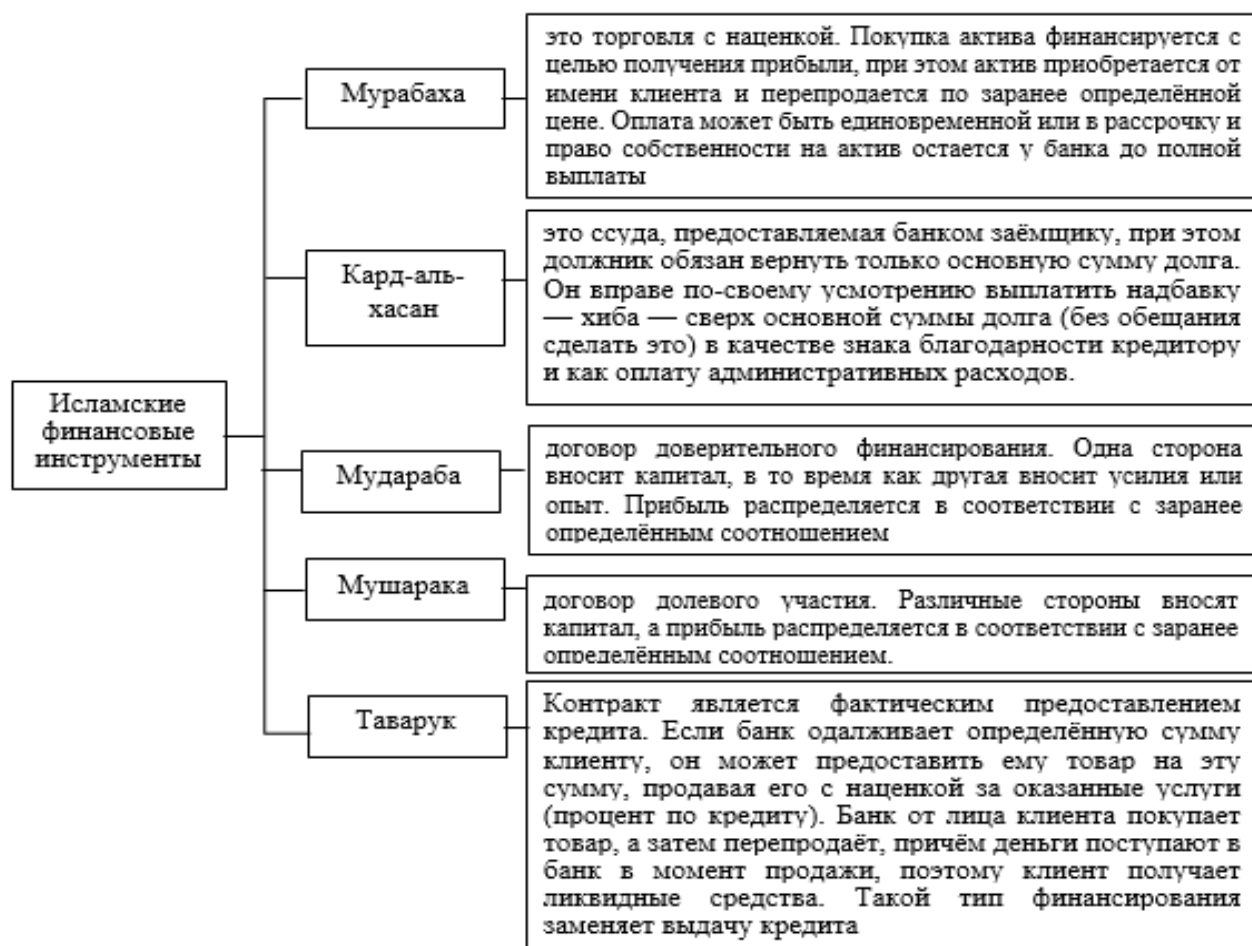 Исламские
финансовые
инструменты
Мурабаха
это торговля с наценкой. Покупка актива финансируется с
целью получения прибыли, при этом актив приобретается от
имени клиента и перепродается по заранее определённой
цене. Оплата может быть единовременной или в рассрочку и
право собственности на актив остается у банка до полной
выплаты
Кард-аль-
хасан
это ссуда, предоставляемая банком заёмщику, при этом
должник обязан вернуть только основную сумму долга.
Он вправе по-своему усмотрению выплатить надбавку
— хиба — сверх основной суммы долга (без обещания
сделать это) в качестве знака благодарности кредитору
и как оплату административных расходов.
Мудараба
договор доверительного финансирования. Одна сторона
вносит капитал, в то время как другая вносит усилия или
опыт. Прибыль распределяется в соответствии с заранее
определённым соотношением
Мушарака
договор долевого участия. Различные стороны вносят
капитал, а прибыль распределяется в соответствии с заранее
определённым соотношением.
Таварук
Контракт является фактическим предоставлением
кредита. Если банк одалживает определённую сумму
клиенту, он может предоставить ему товар на эту
сумму, продавая его с наценкой за оказанные услуги
(процент по кредиту). Банк от лица клиента покупает
товар, а затем перепродаёт, причём деньги поступают в
банк в момент продажи, поэтому клиент получает
ликвидные средства. Такой тип финансирования
заменяет выдачу кредита